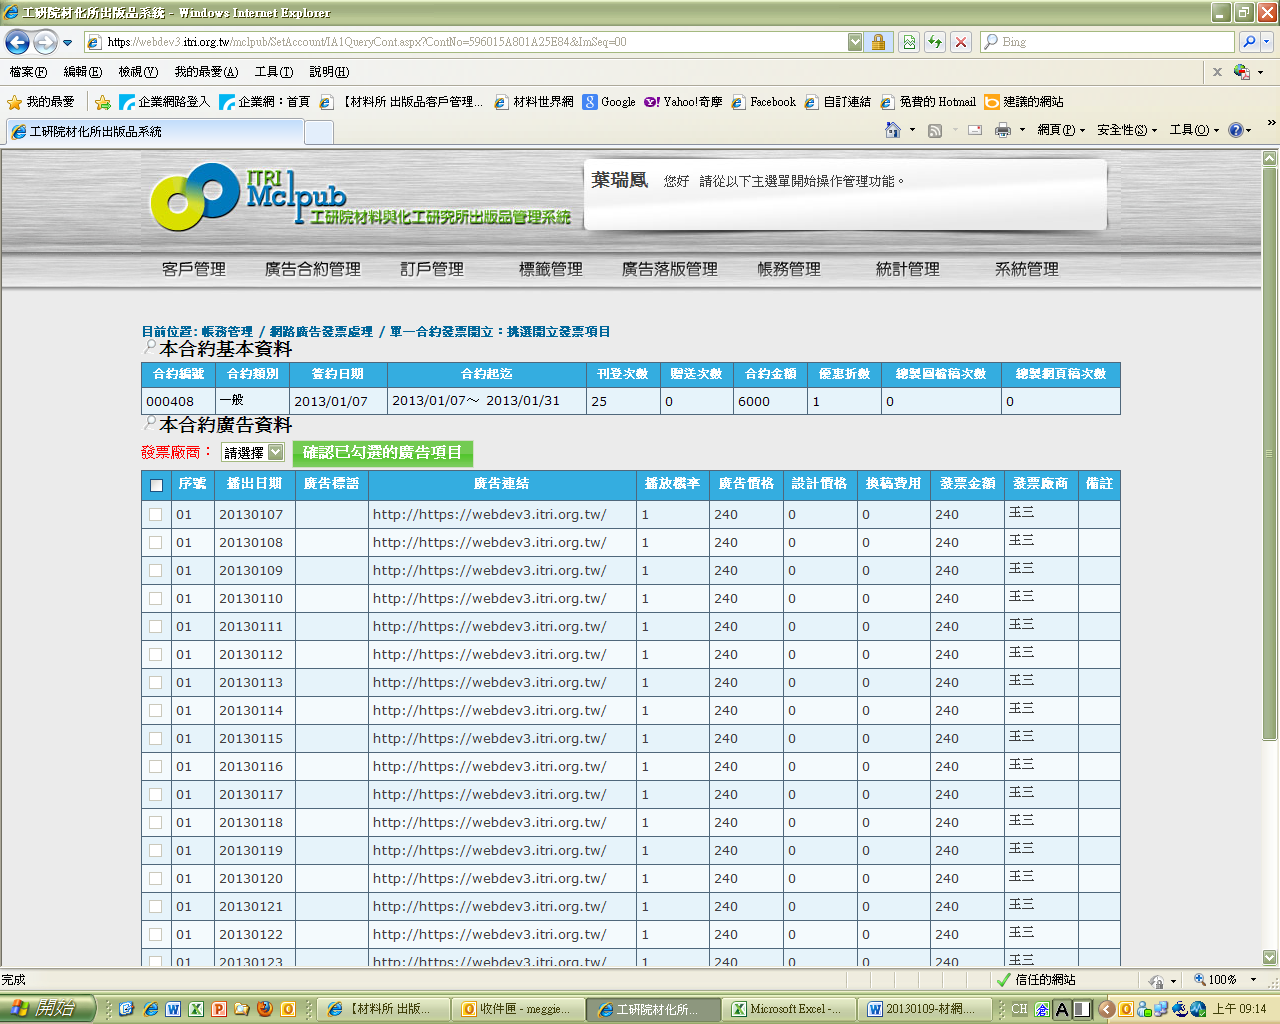 工研院材化所出版品系統 - Windows Internet Explorer
https://webdev3.itri.org.tw/mclpub/SetAccount/IA1QueryCont.aspx?ContNo=596015A801A25E84&ImSeq=00
Bing
檔案(F) 編輯(E) 檢視(V) 我的最愛(A) 工具(T) 說明(H)
我的最愛 企業網路登入 企業網：首頁 【材料所 出版品客戶管理... 材料世界網 Google Yahoo!奇摩 Facebook 自訂連結 免費的 Hotmail 建議的網站
工研院材化所出版品系統
網頁(P) 安全性(S) 工具(O) »
ITRI
Mclpub
工研院材料與化工研究所出版品管理系統
葉瑞鳳 您好 請從以下主選單開始操作管理功能。
客戶管理 廣告合約管理 訂戶管理 標籤管理 廣告落版管理 帳務管理 統計管理 系統管理
目前位置: 帳務管理 / 網路廣告發票處理 / 單一合約發票開立：挑選開立發票項目
本合約基本資料
合約編號 合約類別 簽約日期 合約起迄 刊登次數 贈送次數 合約金額 優惠折數 總製圖檔稿次數 總製網頁稿次數
000408 一般 2013/01/07 2013/01/07～ 2013/01/31 25 0 6000 1 0 0
本合約廣告資料
發票廠商： 請選擇 確認已勾選的廣告項目
序號 播出日期 廣告標語 廣告連結 播放機率 廣告價格 設計價格 換稿費用 發票金額 發票廠商 備註
01 20130107 http://https://webdev3.itri.org.tw/ 1 240 0 0 240 王三
01 20130108 http://https://webdev3.itri.org.tw/ 1 240 0 0 240 王三
01 20130109 http://https://webdev3.itri.org.tw/ 1 240 0 0 240 王三
01 20130110 http://https://webdev3.itri.org.tw/ 1 240 0 0 240 王三
01 20130111 http://https://webdev3.itri.org.tw/ 1 240 0 0 240 王三
01 20130112 http://https://webdev3.itri.org.tw/ 1 240 0 0 240 王三
01 20130113 http://https://webdev3.itri.org.tw/ 1 240 0 0 240 王三
01 20130114 http://https://webdev3.itri.org.tw/ 1 240 0 0 240 王三
01 20130115 http://https://webdev3.itri.org.tw/ 1 240 0 0 240 王三
01 20130116 http://https://webdev3.itri.org.tw/ 1 240 0 0 240 王三
01 20130117 http://https://webdev3.itri.org.tw/ 1 240 0 0 240 王三
01 20130118 http://https://webdev3.itri.org.tw/ 1 240 0 0 240 王三
01 20130119 http://https://webdev3.itri.org.tw/ 1 240 0 0 240 王三
01 20130120 http://https://webdev3.itri.org.tw/ 1 240 0 0 240 王三
01 20130121 http://https://webdev3.itri.org.tw/ 1 240 0 0 240 王三
01 20130122 http://https://webdev3.itri.org.tw/ 1 240 0 0 240 王三
01 20130123 http://https://webdev3.itri.org.tw/ 1 240 0 0 240 王三
完成 信任的網站 100%
開始 【材料所 出版... 收件匣 - meggie... 工研院材化所... Microsoft Excel -... 20130109-材網.... CH A 上午 09:14